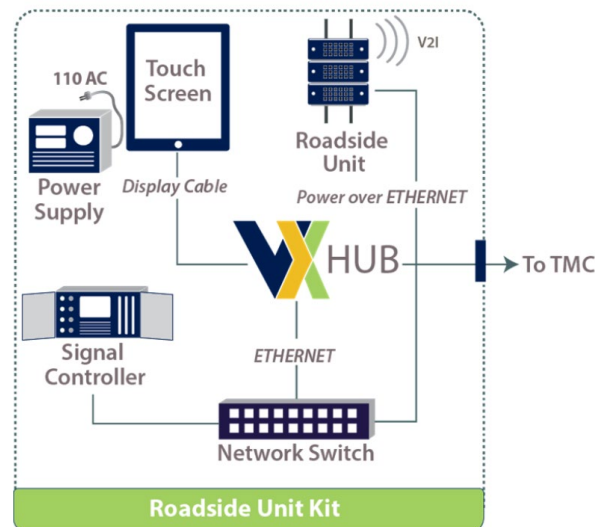 110 AC
Touch
Screen
V2I
Roadside
Unit
Power
Supply
Display Cable
Power over ETHERNET
VX HUB
To TMC
Signal
Controller
ETHERNET
Network Switch
Roadside Unit Kit